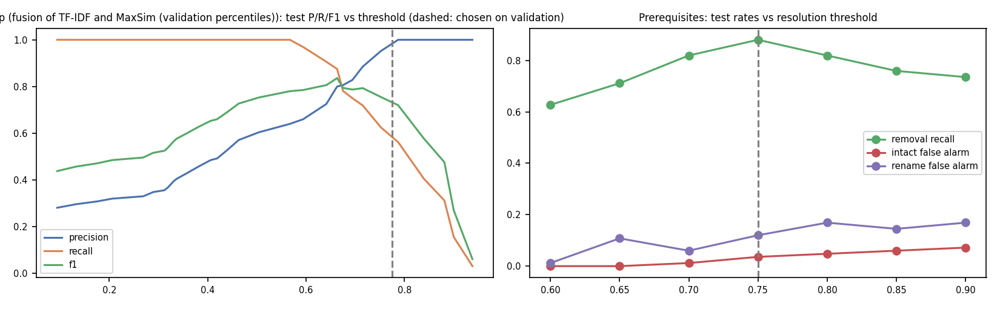 p (fusion of TF-IDF and MaxSim (validation percentiles)): test P/R/F1 vs threshold (dashed: chosen on validation)
1.0
0.8
0.6
0.4
0.2
0.0
precision
recall
f1
0.2 0.4 0.6 0.8
Prerequisites: test rates vs resolution threshold
0.8
0.6
0.4
0.2
0.0
removal recall
intact false alarm
rename false alarm
0.60 0.65 0.70 0.75 0.80 0.85 0.90